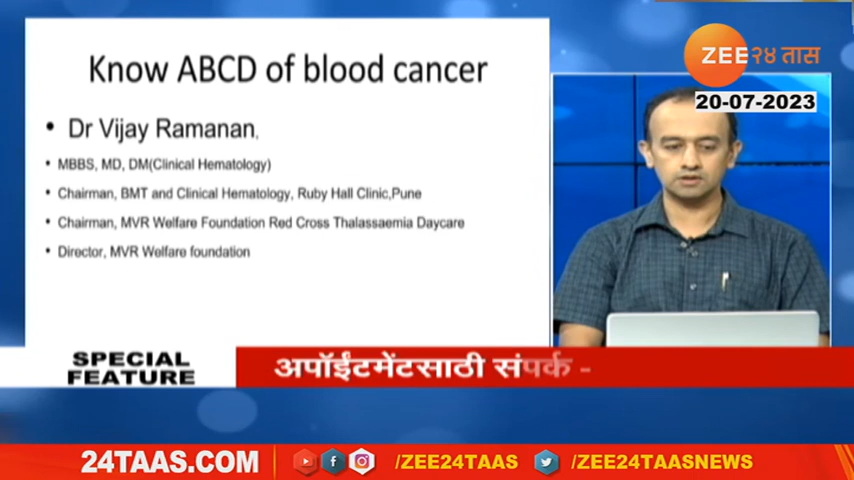 Know ABCD of blood cancer
• Dr Vijay Ramanan,
• MBBS, MD, DM(Clinical Hematology)
• Chairman, BMT and Clinical Hematology, Ruby Hall Clinic,Pune
• Chairman, MVR Welfare Foundation Red Cross Thalassaemia Daycare
• Director, MVR Welfare foundation
ZEE २४ तास
20-07-2023
SPECIAL
FEATURE
अपॉईंटमेंटसाठी संपर्क -
24TAAS.COM
/ZEE24TAAS
/ZEE24TAASNEWS